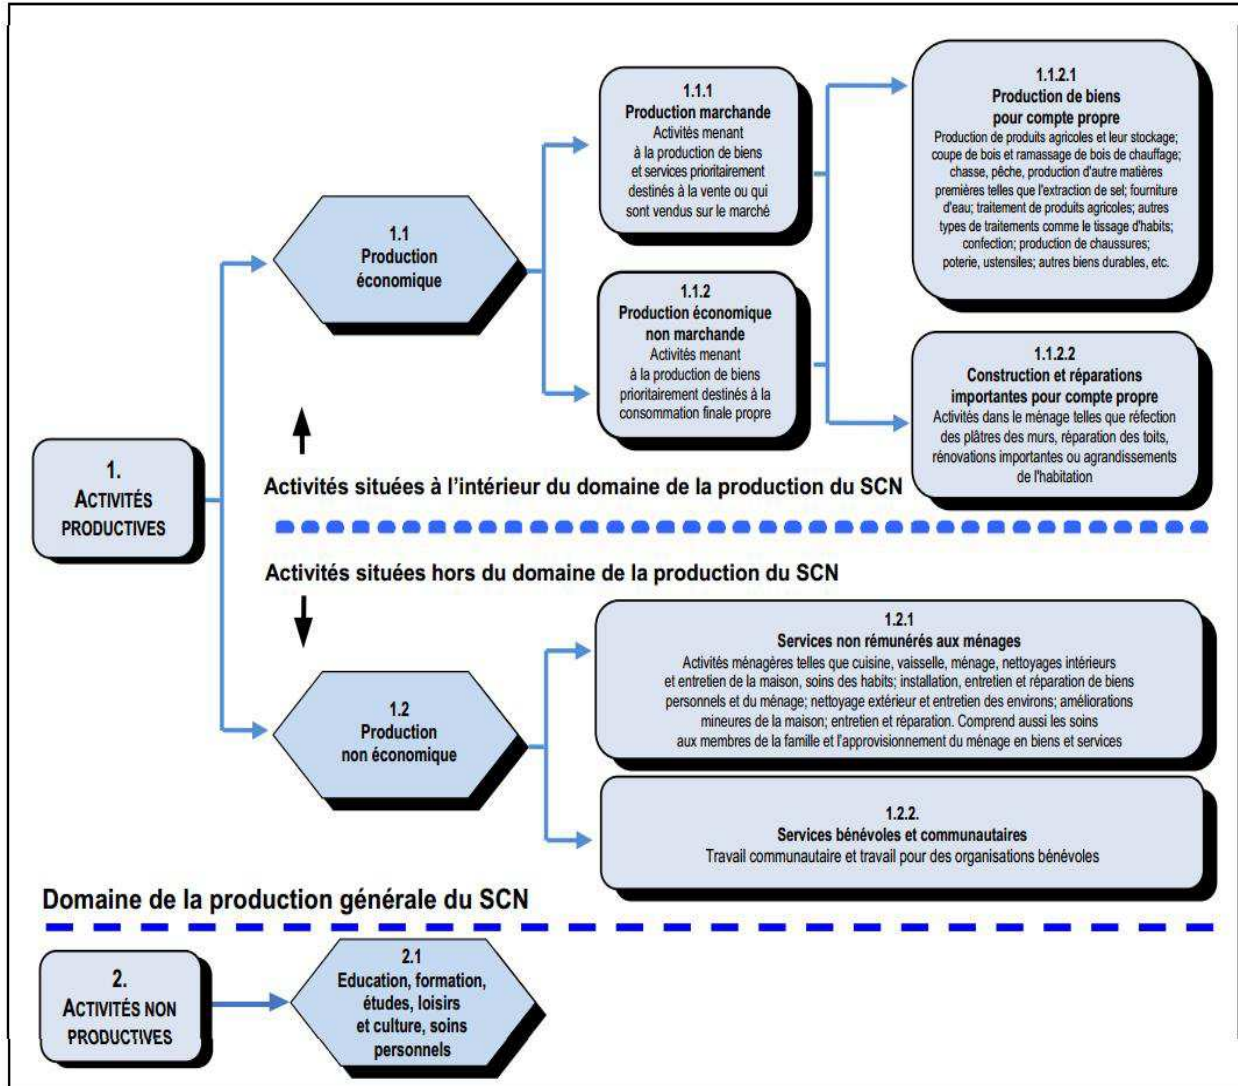 1.1.1
Production marchande
Activités menant
à la production de biens
et services prioritairement
destinés à la vente ou qui
sont vendus sur le marché
1.1.2.1
Production de biens
pour compte propre
Production de produits agricoles et leur stockage;
coupe de bois et ramassage de bois de chauffage;
chasse, pêche, production d'autre matières
premières telles que l'extraction de sel; fourniture
d'eau; traitement de produits agricoles; autres
types de traitements comme le tissage d'habits;
confection; production de chaussures;
poterie, ustensiles; autres biens durables, etc.
1.1
Production
économique
1.1.2
Production économique
non marchande
Activités menant
à la production de biens
prioritairement destinés à la
consommation finale propre
1.1.2.2
Construction et réparations
importantes pour compte propre
Activités dans le ménage telles que réfection
des plâtres des murs, réparation des toits,
rénovations importantes ou agrandissements
de l'habitation
1.
ACTIVITÉS
PRODUCTIVES
Activités situées à l'intérieur du domaine de la production du SCN
Activités situées hors du domaine de la production du SCN
1.2
Production
non économique
1.2.1
Services non rémunérés aux ménages
Activités ménagères telles que cuisine, vaisselle, ménage, nettoyages intérieurs
et entretien de la maison, soins des habits; installation, entretien et réparation de biens
personnels et du ménage; nettoyage extérieur et entretien des environs; améliorations
mineures de la maison; entretien et réparation. Comprend aussi les soins
aux membres de la famille et l'approvisionnement du ménage en biens et services
1.2.2.
Services bénévoles et communautaires
Travail communautaire et travail pour des organisations bénévoles
Domaine de la production générale du SCN
2.
ACTIVITÉS NON
PRODUCTIVES
2.1
Education, formation,
études, loisirs
et culture, soins
personnels